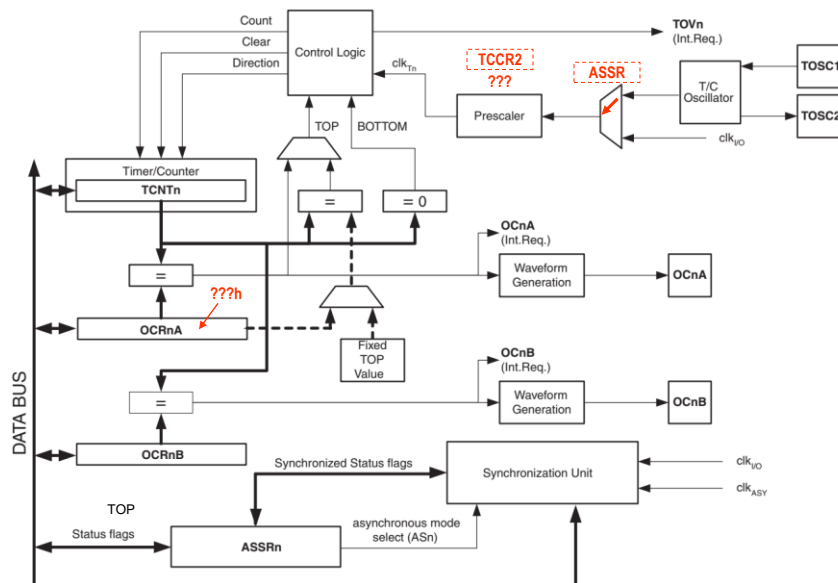 Count
Clear
Direction
Control Logic
TOVn
(Int.Req.)
clkTn
TCCR2
???
ASSR
Prescaler
T/C
Oscillator
TOSC1
TOSC2
clkI/O
TOP
BOTTOM
Timer/Counter
TCNTn
=
= 0
=
OCnA
(Int.Req.)
Waveform
Generation
OCnA
???h
OCRnA
Fixed
TOP
Value
OCnB
(Int.Req.)
=
Waveform
Generation
OCnB
DATA BUS
OCRnB
Synchronized Status flags
Synchronization Unit
clkI/O
clkASY
TOP
Status flags
ASSRn
asynchronous mode
select (ASn)